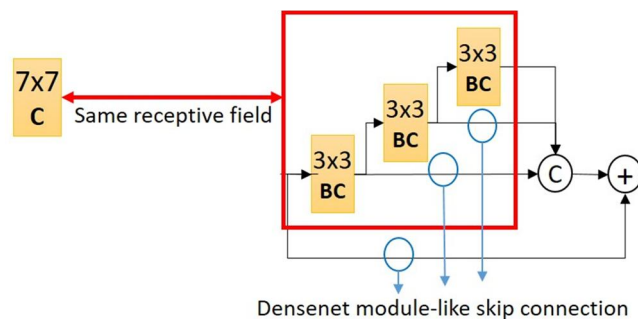 3x3
BC
7x7
C
Same receptive field
3x3
BC
3x3
BC
C
+
Densenet module-like skip connection